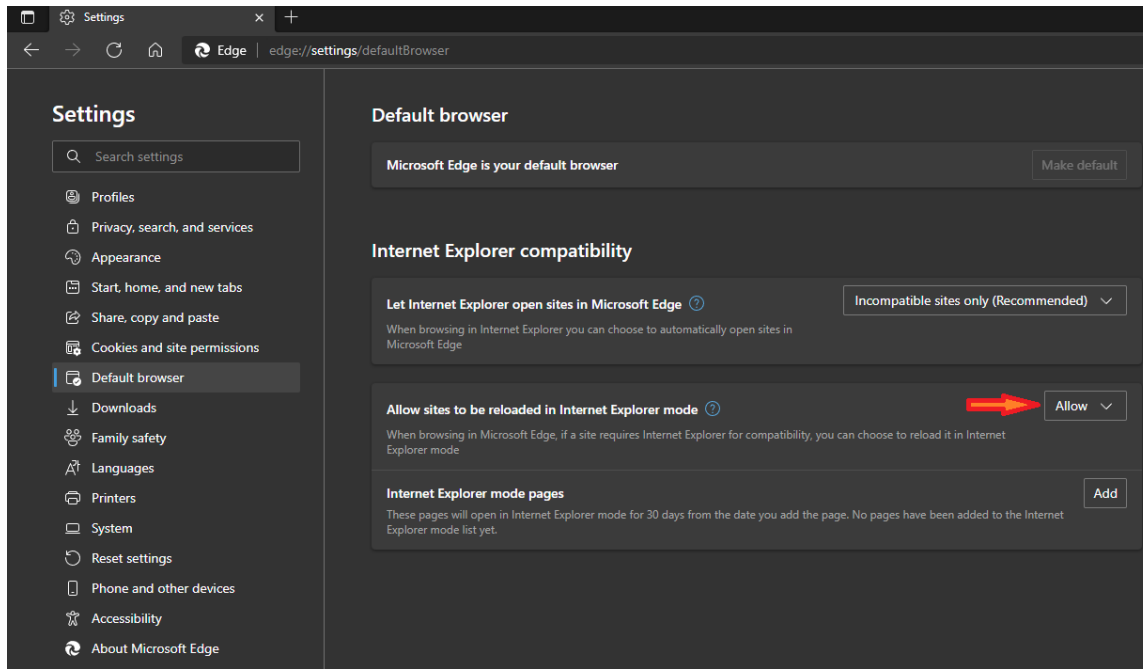 Settings
Edge
edge://settings/defaultBrowser
Settings
Search settings
Profiles
Privacy, search, and services
Appearance
Start, home, and new tabs
Share, copy and paste
Cookies and site permissions
Default browser
Downloads
Family safety
Languages
Printers
System
Reset settings
Phone and other devices
Accessibility
About Microsoft Edge
Default browser
Microsoft Edge is your default browser
Make default
Internet Explorer compatibility
Let Internet Explorer open sites in Microsoft Edge
Incompatible sites only (Recommended)
When browsing in Internet Explorer you can choose to automatically open sites in
Microsoft Edge
Allow sites to be reloaded in Internet Explorer mode
Allow
When browsing in Microsoft Edge, if a site requires Internet Explorer for compatibility, you can choose to reload it in Internet
Explorer mode
Internet Explorer mode pages
Add
These pages will open in Internet Explorer mode for 30 days from the date you add the page. No pages have been added to the Internet
Explorer mode list yet.